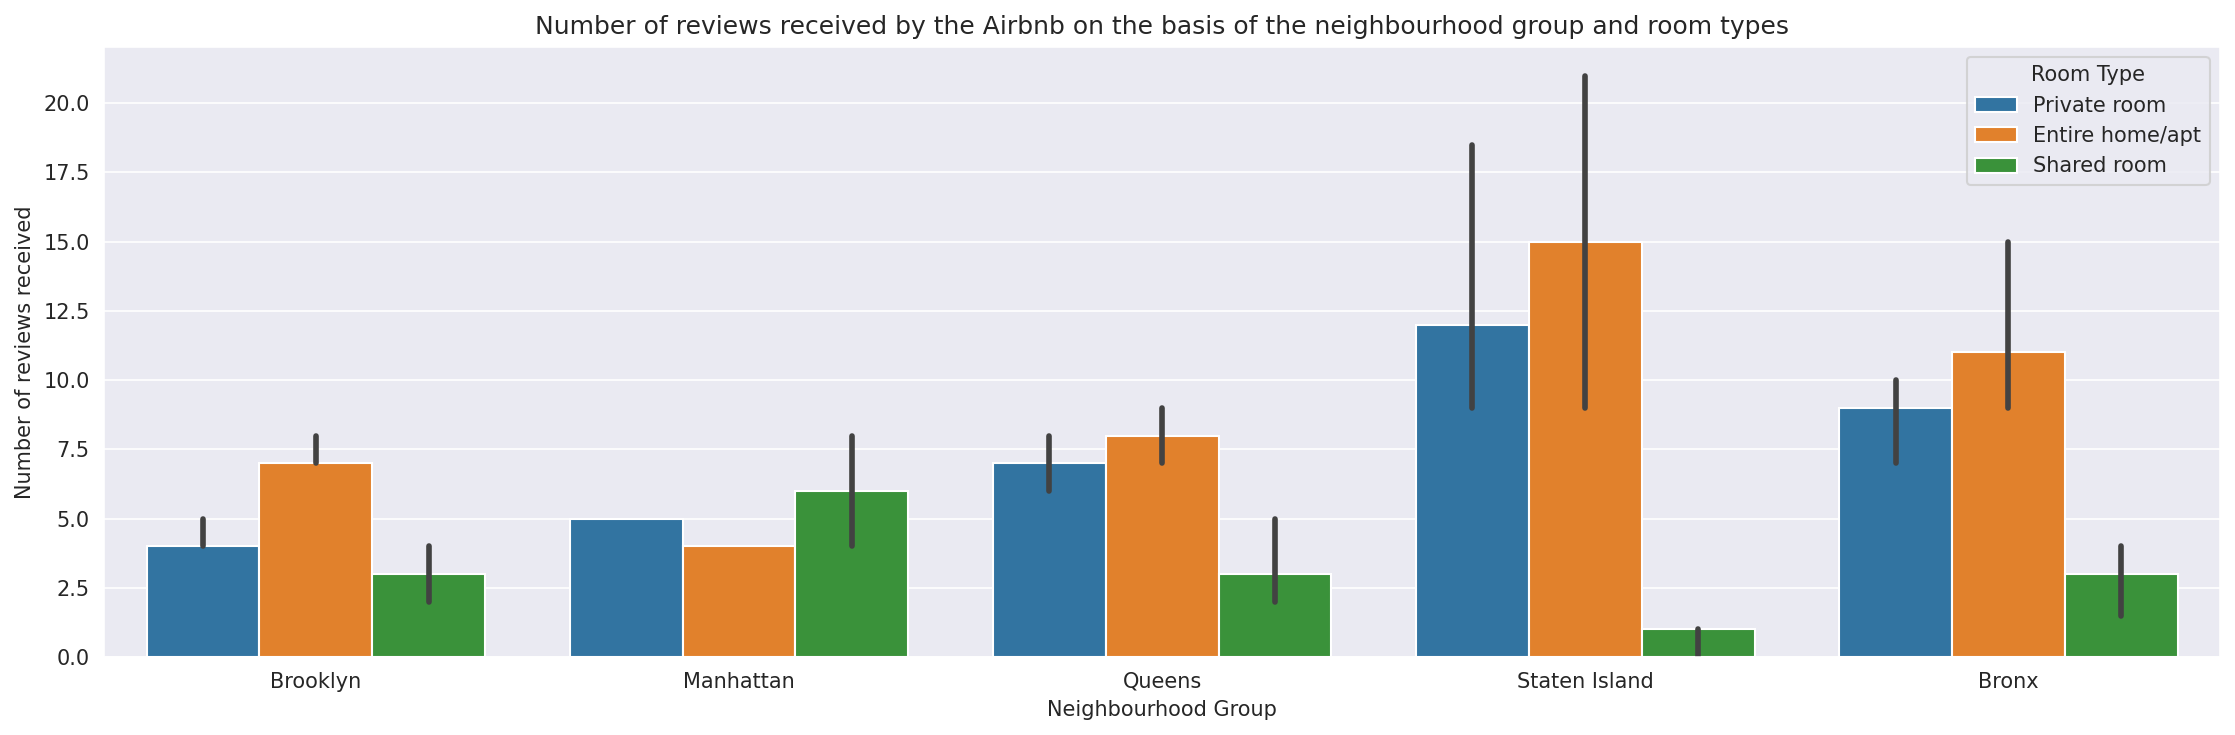 Number of reviews received by the Airbnb on the basis of the neighbourhood group and room types
Room Type
Private room
Entire home/apt
Shared room
Number of reviews received
20.0
17.5
15.0
12.5
10.0
7.5
5.0
2.5
0.0
Brooklyn
Manhattan
Queens
Staten Island
Bronx
Neighbourhood Group